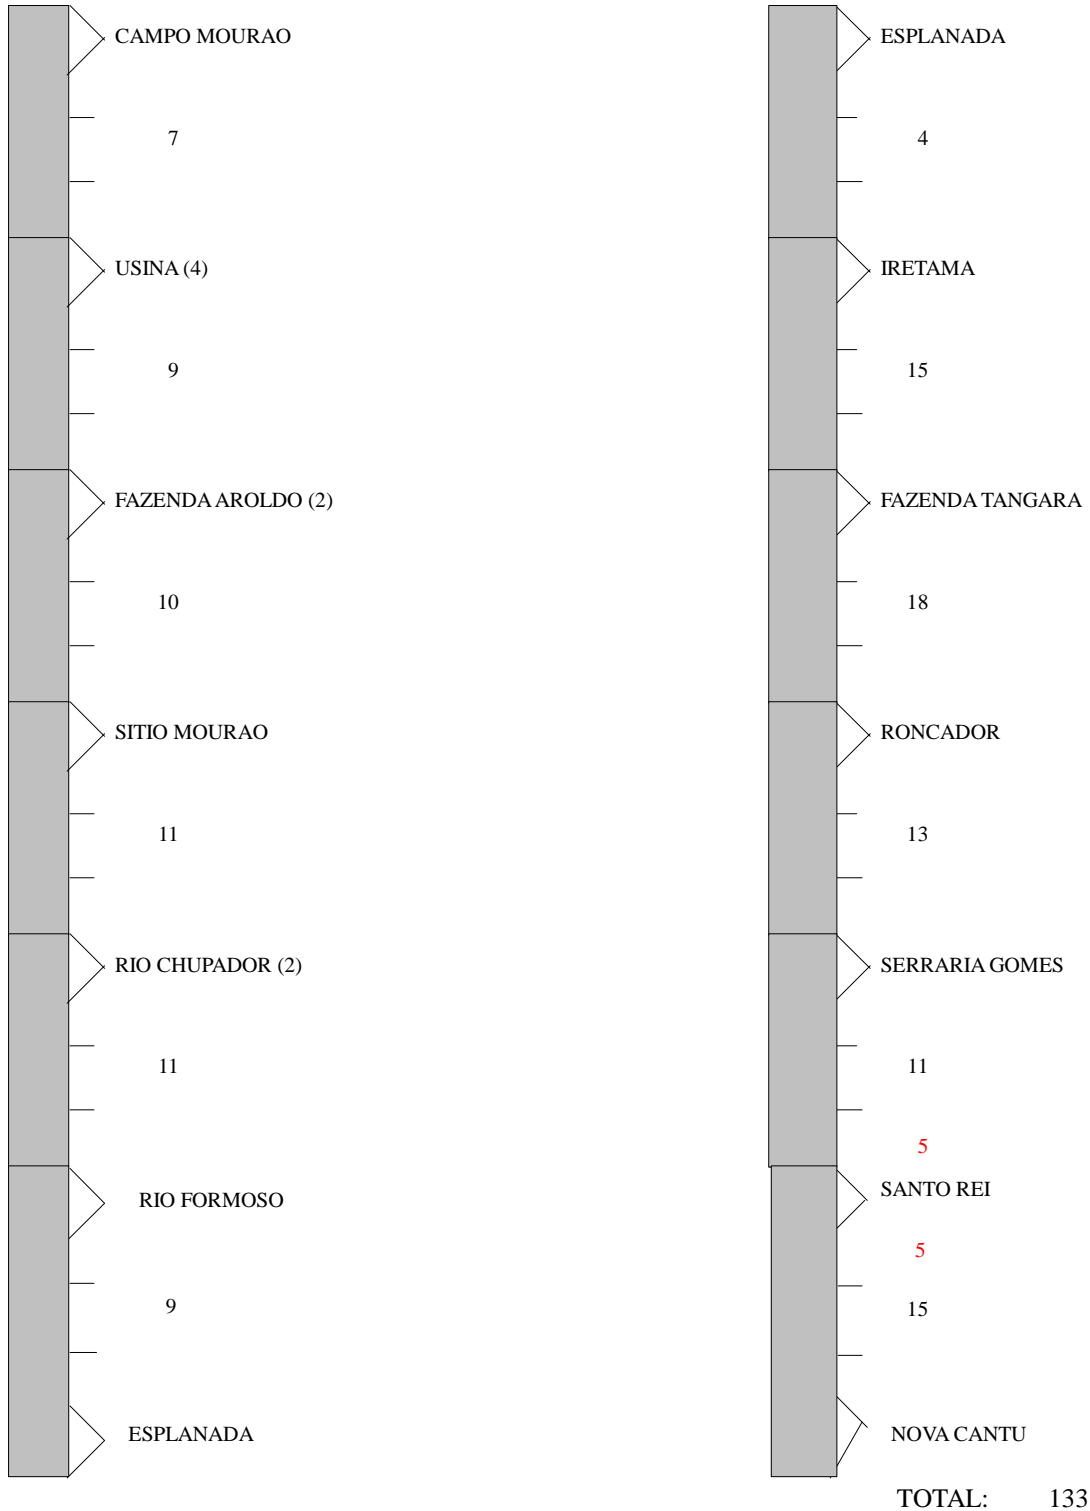 CAMPO MOURAO
7
USINA (4)
9
FAZENDA AROLDO (2)
10
SITIO MOURAO
11
RIO CHUPADOR (2)
11
RIO FORMOSO
9
ESPLANADA
ESPLANADA
4
IRETAMA
15
FAZENDA TANGARA
18
RONCADOR
13
SERRARIA GOMES
11
5
SANTO REI
5
15
NOVA CANTU
TOTAL: 133